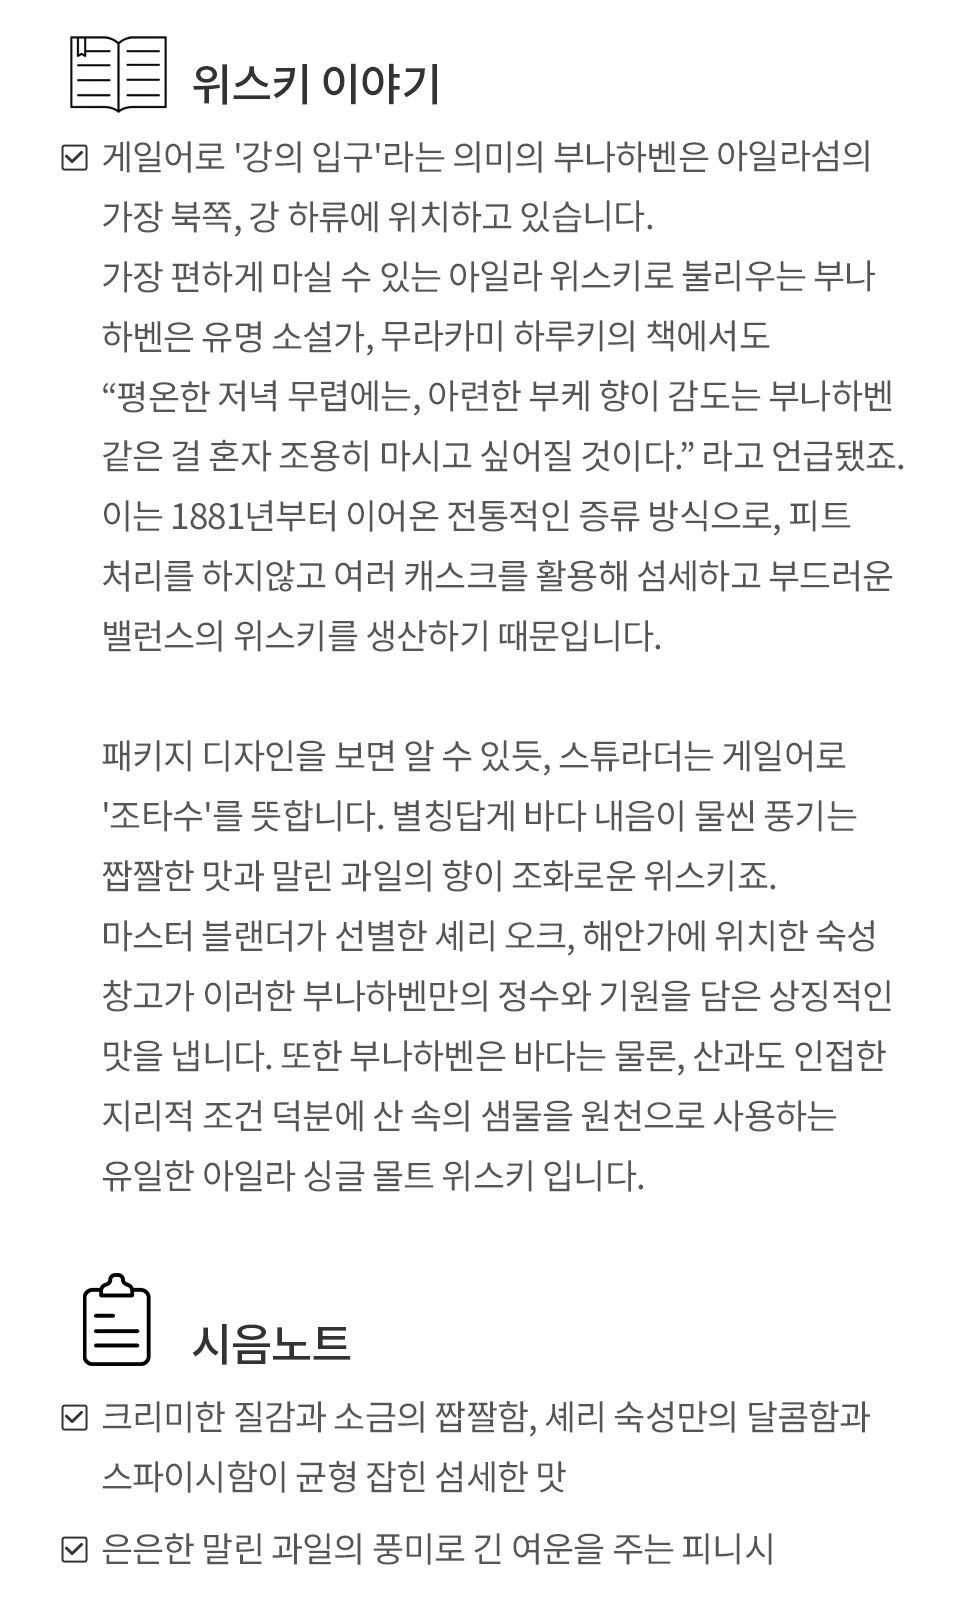 위스키 이야기
게일어로 '강의 입구'라는 의미의 부나하벤은 아일라섬의
가장 북쪽, 강 하류에 위치하고 있습니다.
가장 편하게 마실 수 있는 아일라 위스키로 불리우는 부나
하벤은 유명 소설가, 무라카미 하루키의 책에서도
“평온한 저녁 무렵에는, 아련한 부케 향이 감도는 부나하벤
같은 걸 혼자 조용히 마시고 싶어질 것이다.” 라고 언급됐죠.
이는 1881년부터 이어온 전통적인 증류 방식으로, 피트
처리를 하지않고 여러 캐스크를 활용해 섬세하고 부드러운
밸런스의 위스키를 생산하기 때문입니다.
패키지 디자인을 보면 알 수 있듯, 스튜라더는 게일어로
'조타수'를 뜻합니다. 별칭답게 바다 내음이 물씬 풍기는
짭짤한 맛과 말린 과일의 향이 조화로운 위스키죠.
마스터 블랜더가 선별한 셰리 오크, 해안가에 위치한 숙성
창고가 이러한 부나하벤만의 정수와 기원을 담은 상징적인
맛을 냅니다. 또한 부나하벤은 바다는 물론, 산과도 인접한
지리적 조건 덕분에 산 속의 샘물을 원천으로 사용하는
유일한 아일라 싱글 몰트 위스키 입니다.
시음노트
크리미한 질감과 소금의 짭짤함, 셰리 숙성만의 달콤함과
스파이시함이 균형 잡힌 섬세한 맛
은은한 말린 과일의 풍미로 긴 여운을 주는 피니시